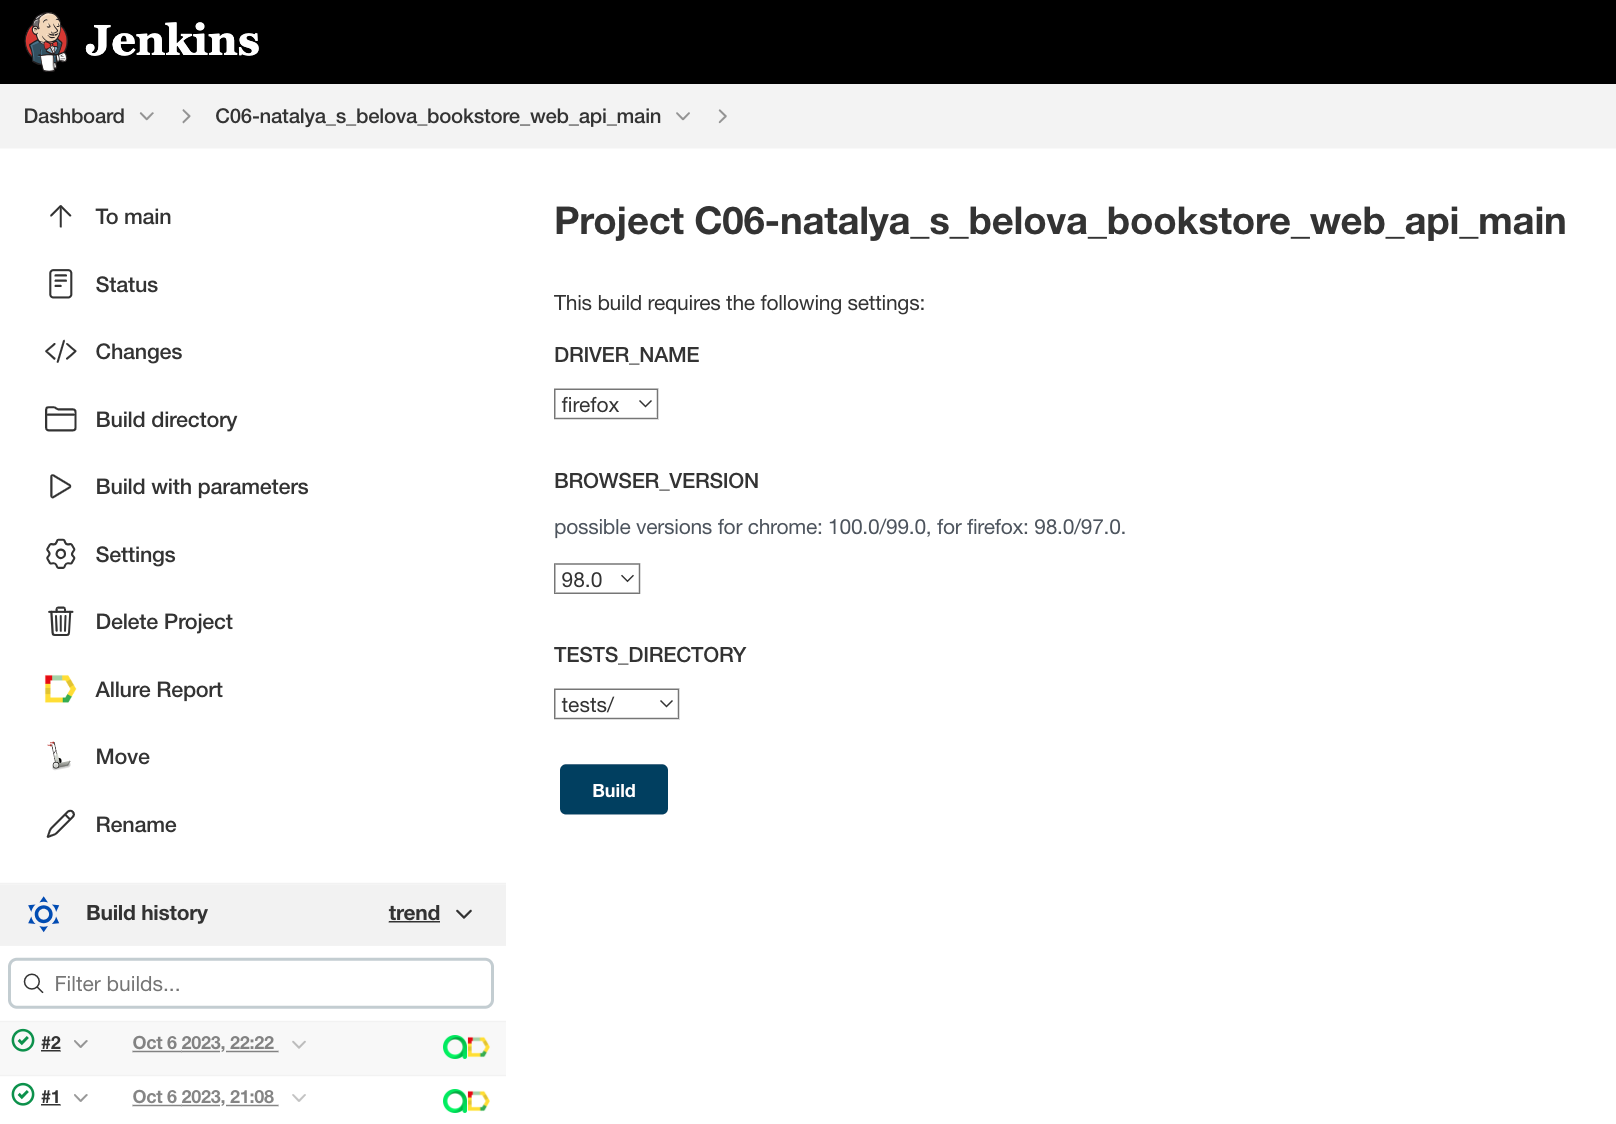 Jenkins
Dashboard
C06-natalya_s_belova_bookstore_web_api_main
To main
Status
Changes
Build directory
Build with parameters
Settings
Delete Project
Allure Report
Move
Rename
Build history
trend
Filter builds...
#2
Oct 6 2023, 22:22
#1
Oct 6 2023, 21:08
Project C06-natalya_s_belova_bookstore_web_api_main
This build requires the following settings:
DRIVER_NAME
firefox
BROWSER_VERSION
possible versions for chrome: 100.0/99.0, for firefox: 98.0/97.0.
98.0
TESTS_DIRECTORY
tests/
Build